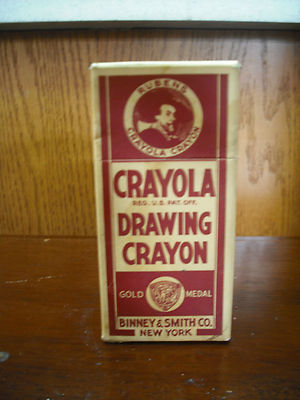 RUBENS
CRAYOLA CRAYON
CRAYOLA
REG. U.S. PAT. OFF.
DRAWING
CRAYON
GOLD MEDAL
BINNEY & SMITH CO.
NEW YORK